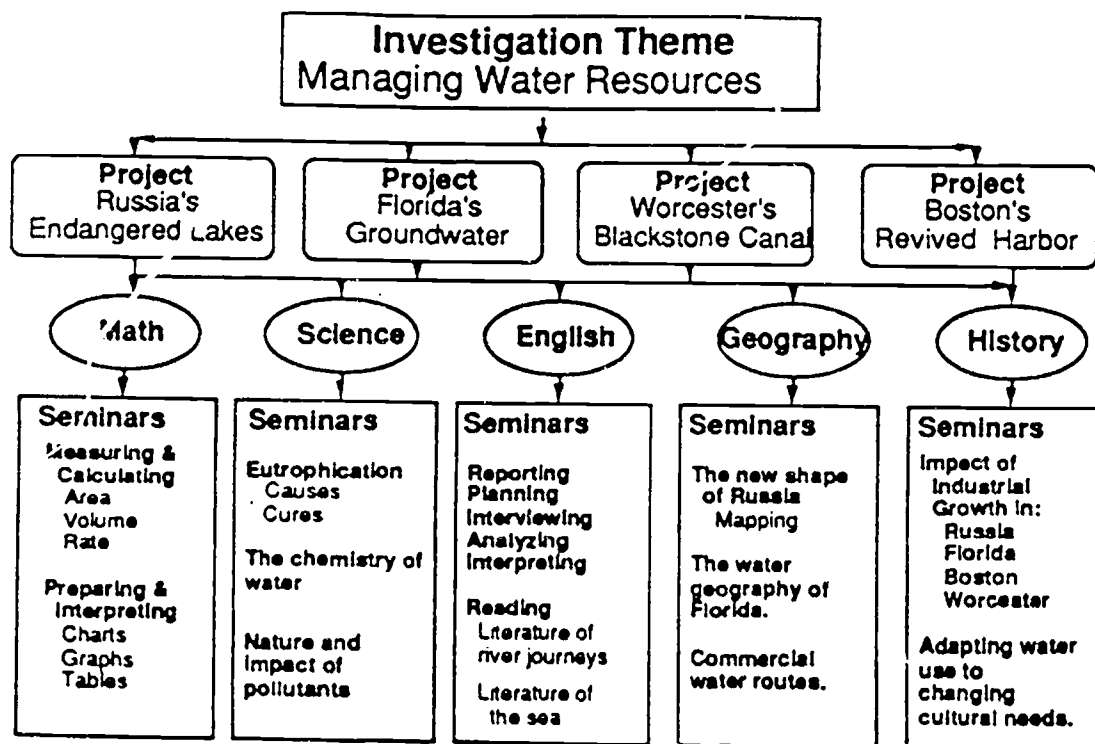 Investigation Theme
Managing Water Resources
Project
Russia's
Endangered Lakes
Project
Florida's
Groundwater
Project
Worcester's
Blackstone Canal
Project
Boston's
Revived Harbor
Math
Science
English
Geography
History
Seminars
Measuring &
Calculating
Area
Volume
Rate
Preparing &
Interpreting
Charts
Graphs
Tables
Seminars
Eutrophication
Causes
Cures
The chemistry of
water
Nature and
impact of
pollutants
Seminars
Reporting
Planning
Interviewing
Analyzing
Interpreting
Reading
Literature of
river journeys
Literature of
the sea
Seminars
The new shape
of Russia
Mapping
The water
geography of
Florida.
Commercial
water routes.
Seminars
Impact of
Industrial
Growth in:
Russia
Florida
Boston
Worcester
Adapting water
use to
changing
cultural needs.